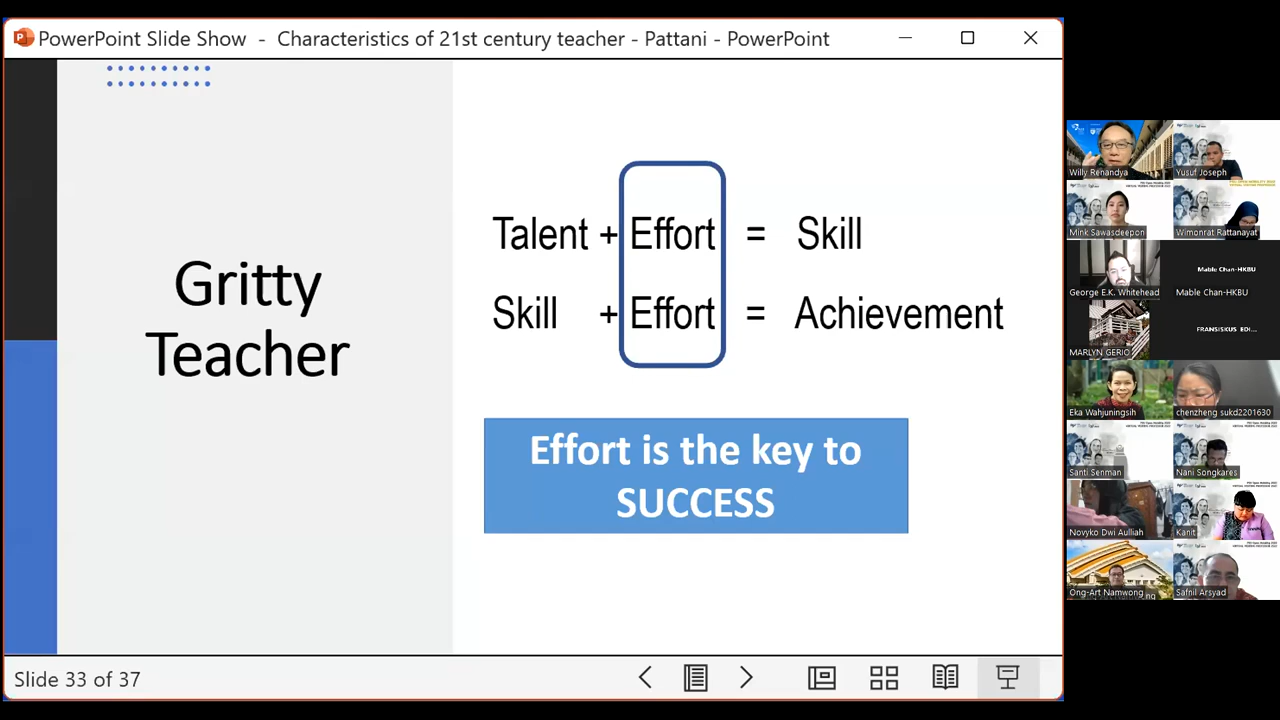 PowerPoint Slide Show - Characteristics of 21st century teacher - Pattani - PowerPoint
Gritty
Teacher
Talent + Effort = Skill
Skill + Effort = Achievement
Effort is the key to
SUCCESS
Slide 33 of 37
Willy Renandya
Yusuf Joseph
Mink Sawasdeepon
Wimonrat Rattanayat
George E.K. Whitehead
Mable Chan-HKBU
Mable Chan-HKBU
MARLYN GERIO
FRANSISKUS EDI...
Eka Wahjuningsih
chenzheng sukd2201630
Santi Senman
Nani Songkares
Novyko Dwi Aulliah
Kanit
Ong-Art Namwong
Safnil Arsyad